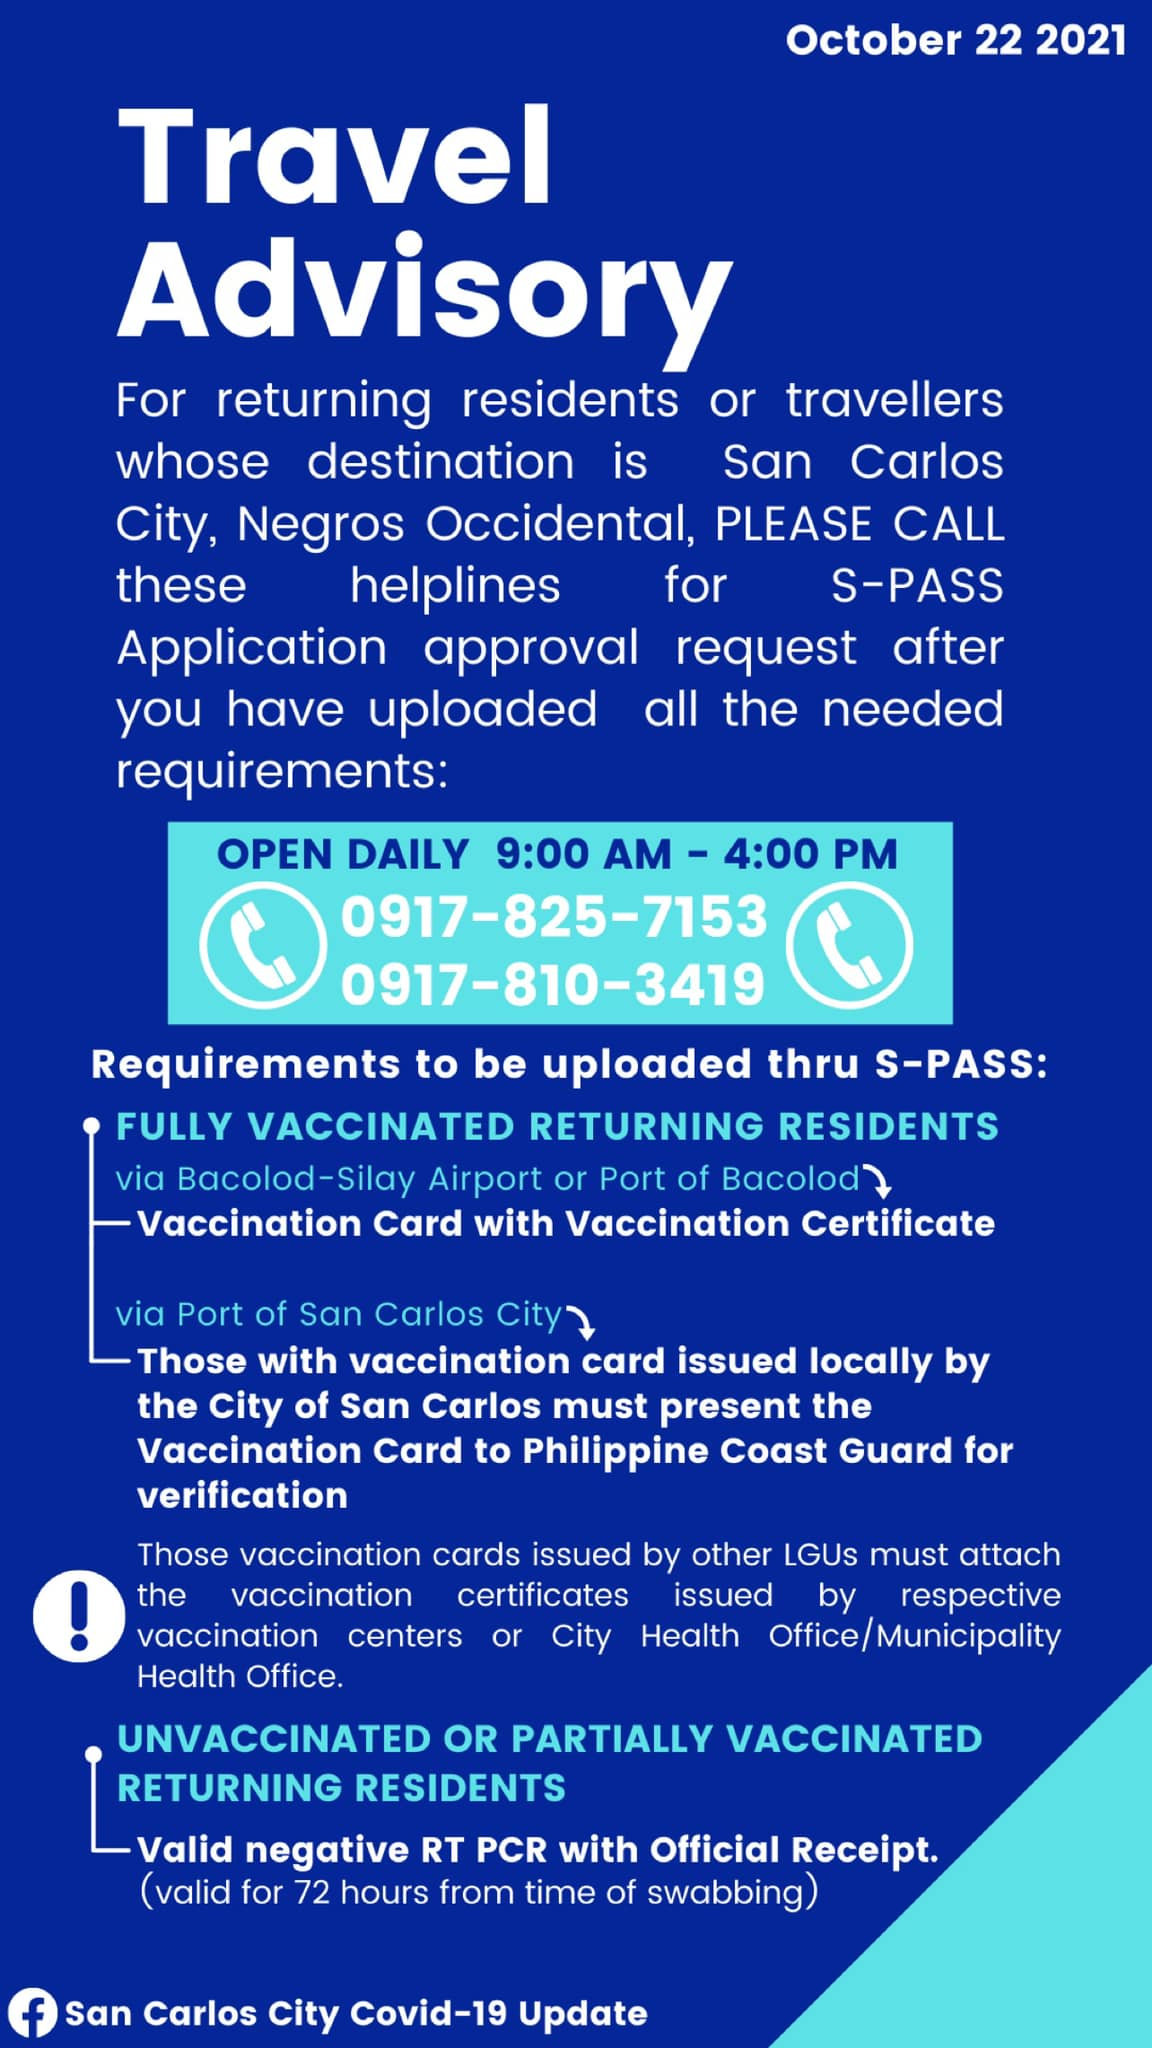 October 22 2021
Travel
Advisory
For returning residents or travellers
whose destination is San Carlos
City, Negros Occidental, PLEASE CALL
these helplines for S-PASS
Application approval request after
you have uploaded all the needed
requirements:
OPEN DAILY 9:00 AM - 4:00 PM
0917-825-7153
0917-810-3419
Requirements to be uploaded thru S-PASS:
FULLY VACCINATED RETURNING RESIDENTS
via Bacolod-Silay Airport or Port of Bacolod
Vaccination Card with Vaccination Certificate
via Port of San Carlos City
Those with vaccination card issued locally by
the City of San Carlos must present the
Vaccination Card to Philippine Coast Guard for
verification
Those vaccination cards issued by other LGUs must attach
the vaccination certificates issued by respective
vaccination centers or City Health Office/Municipality
Health Office.
UNVACCINATED OR PARTIALLY VACCINATED
RETURNING RESIDENTS
Valid negative RT PCR with Official Receipt.
(valid for 72 hours from time of swabbing)
San Carlos City Covid-19 Update